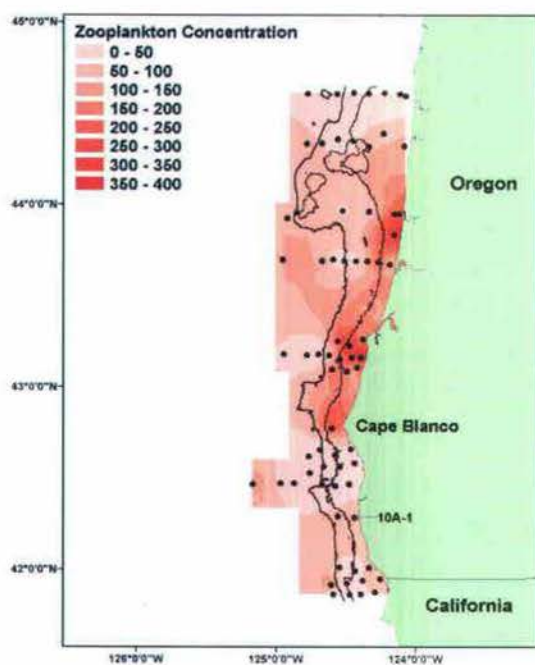 45°0'0"N
Zooplankton Concentration
0 - 50
50 - 100
100 - 150
150 - 200
200 - 250
250 - 300
300 - 350
350 - 400
Oregon
44°0'0"N
43°0'0"N
Cape Blanco
10A-1
42°0'0"N
California
126°0'0"W
125°0'0"W
124°0'0"W